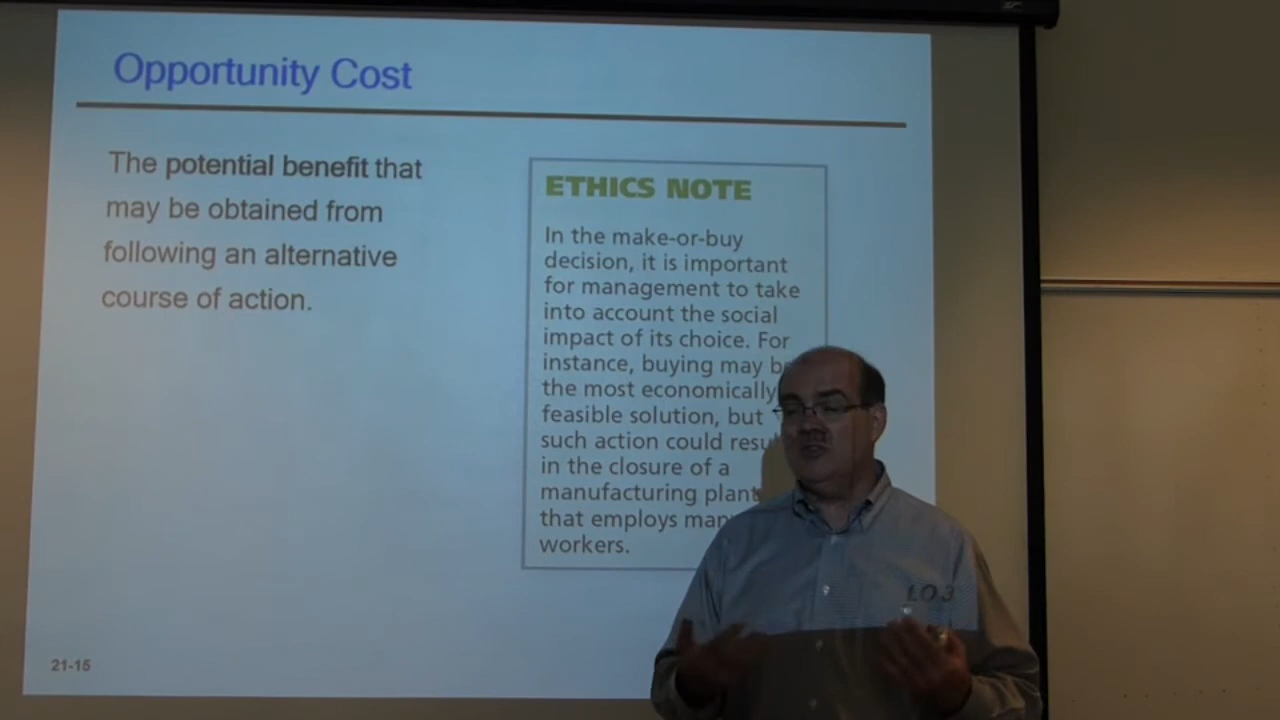 Opportunity Cost
The potential benefit that
may be obtained from
following an alternative
course of action.
ETHICS NOTE
In the make-or-buy
decision, it is important
for management to take
into account the social
impact of its choice. For
instance, buying may
the most economically
feasible solution, but
such action could
in the closure of a
manufacturing plant
that employs
workers.
LO 3
21-15